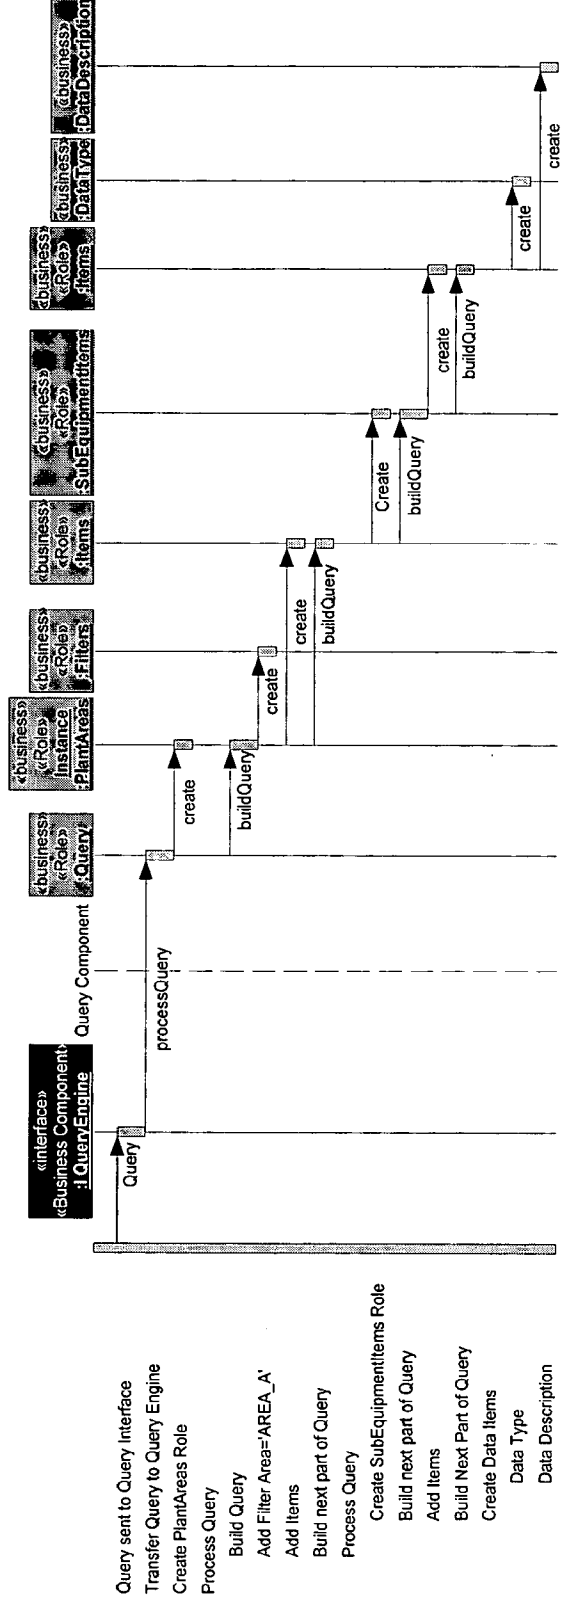 Query sent to Query Interface
Transfer Query to Query Engine
Create PlantAreas Role
Process Query
Build Query
Add Filter Area='AREA_A'
Add Items
Build next part of Query
Process Query
Create SubEquipmentItems Role
Build next part of Query
Add Items
Build Next Part of Query
Create Data Items
Data Type
Data Description
«interface»
«Business Component»
:I QueryEngine
Query Component
«business»
«Role»
:Query
«business»
«Role»
Instance
:PlantAreas
«business»
«Role»
:Filters
«business»
«Role»
:Items
«business»
«Role»
:SubEquipmentItems
«business»
«Role»
:Items
«business»
:DataType
«business»
:DataDescription
Query
processQuery
create
buildQuery
create
create
buildQuery
Create
buildQuery
create
buildQuery
create
create